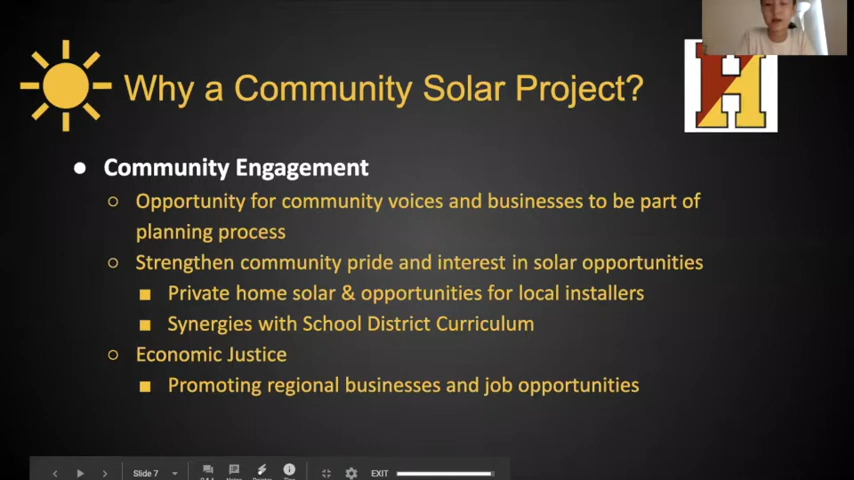 Why a Community Solar Project?
H
● Community Engagement
○ Opportunity for community voices and businesses to be part of
planning process
○ Strengthen community pride and interest in solar opportunities
■ Private home solar & opportunities for local installers
■ Synergies with School District Curriculum
○ Economic Justice
■ Promoting regional businesses and job opportunities
Slide 7 EXIT